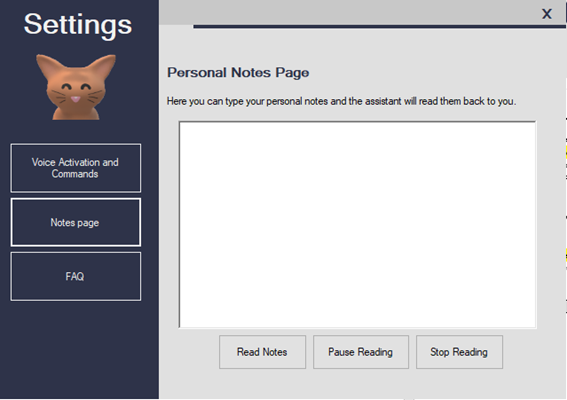 Settings
Voice Activation and
Commands
Notes page
FAQ
X
Personal Notes Page
Here you can type your personal notes and the assistant will read them back to you.
Read Notes
Pause Reading
Stop Reading